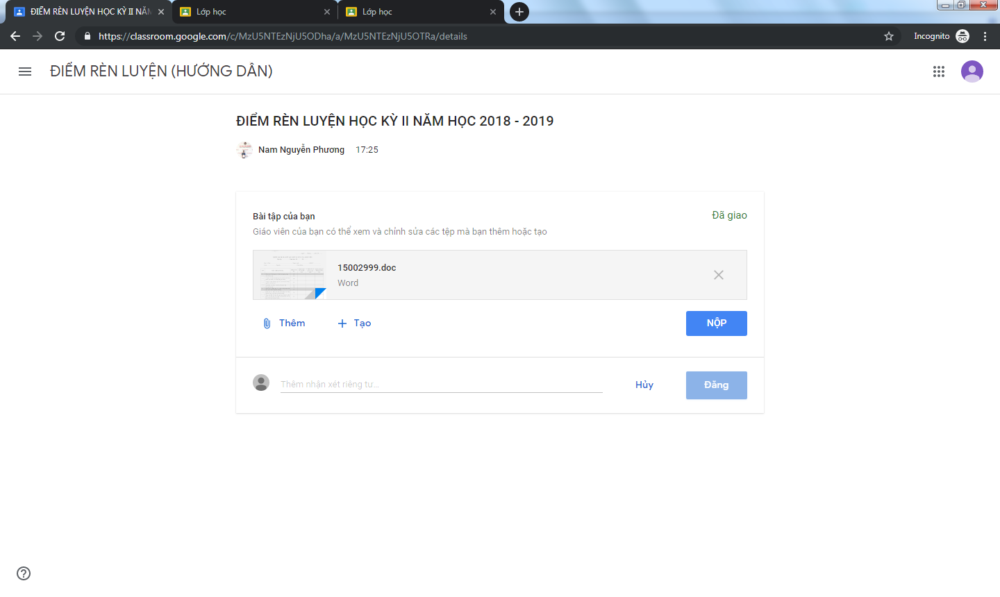 ĐIỂM RÈN LUYỆN HỌC KỲ II NĂM
Lớp học
Lớp học
https://classroom.google.com/c/MzU5NTEzNjU5ODha/a/MzU5NTEzNjU5OTRa/details
Incognito
ĐIỂM RÈN LUYỆN (HƯỚNG DẪN)
ĐIỂM RÈN LUYỆN HỌC KỲ II NĂM HỌC 2018 - 2019
Nam Nguyễn Phương 17:25
Bài tập của bạn
Đã giao
Giáo viên của bạn có thể xem và chỉnh sửa các tệp mà bạn thêm hoặc tạo
15002999.doc
Word
Thêm
Tạo
NỘP
Thêm nhận xét riêng tư...
Hủy
Đăng